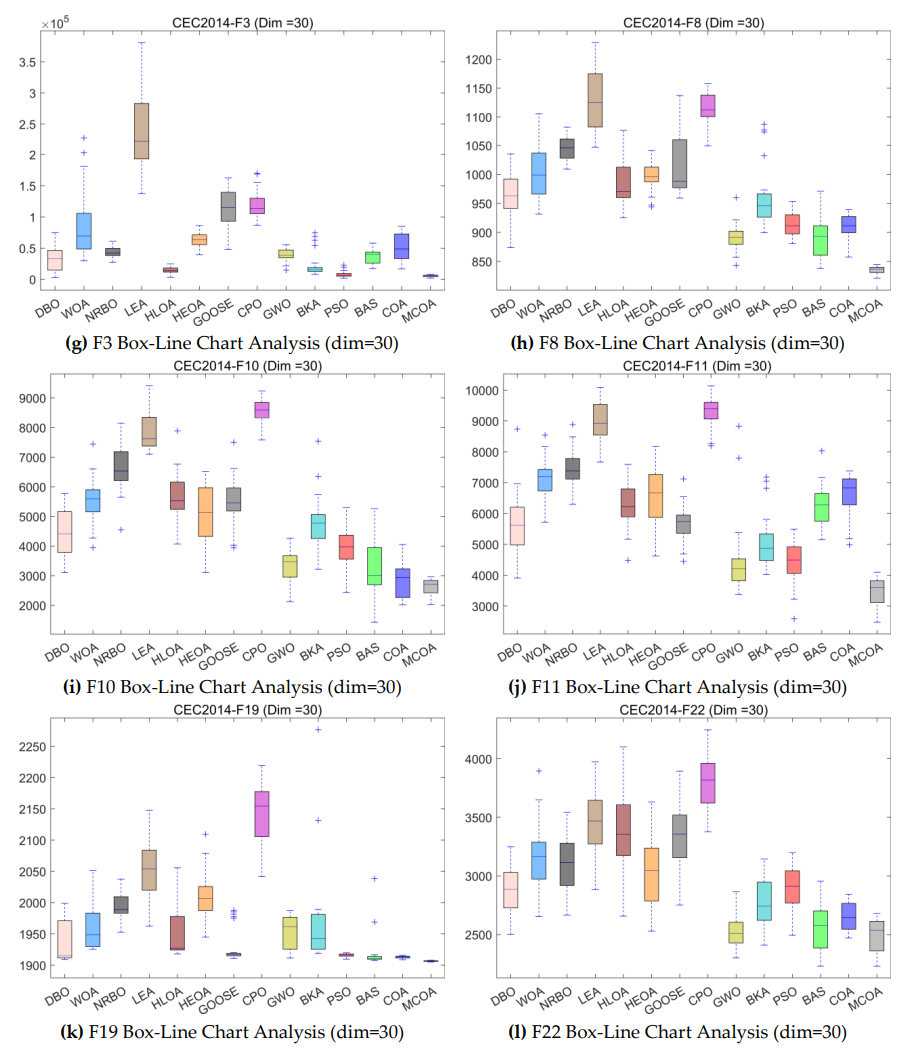 CEC2014-F3 (Dim =30)
×10⁵
3.5
3
2.5
2
1.5
1
0.5
0
DBO WOA NRBO LEA HLOA HEOA GOOSE CPO GWO BKA PSO BAS COA MCOA
(g) F3 Box-Line Chart Analysis (dim=30)
CEC2014-F8 (Dim =30)
1200
1150
1100
1050
1000
950
900
850
DBO WOA NRBO LEA HLOA HEOA GOOSE CPO GWO BKA PSO BAS COA MCOA
(h) F8 Box-Line Chart Analysis (dim=30)
CEC2014-F10 (Dim =30)
9000
8000
7000
6000
5000
4000
3000
2000
DBO WOA NRBO LEA HLOA HEOA GOOSE CPO GWO BKA PSO BAS COA MCOA
(i) F10 Box-Line Chart Analysis (dim=30)
CEC2014-F11 (Dim =30)
10000
9000
8000
7000
6000
5000
4000
3000
DBO WOA NRBO LEA HLOA HEOA GOOSE CPO GWO BKA PSO BAS COA MCOA
(j) F11 Box-Line Chart Analysis (dim=30)
CEC2014-F19 (Dim =30)
2250
2200
2150
2100
2050
2000
1950
1900
DBO WOA NRBO LEA HLOA HEOA GOOSE CPO GWO BKA PSO BAS COA MCOA
(k) F19 Box-Line Chart Analysis (dim=30)
CEC2014-F22 (Dim =30)
4000
3500
3000
2500
DBO WOA NRBO LEA HLOA HEOA GOOSE CPO GWO BKA PSO BAS COA MCOA
(l) F22 Box-Line Chart Analysis (dim=30)